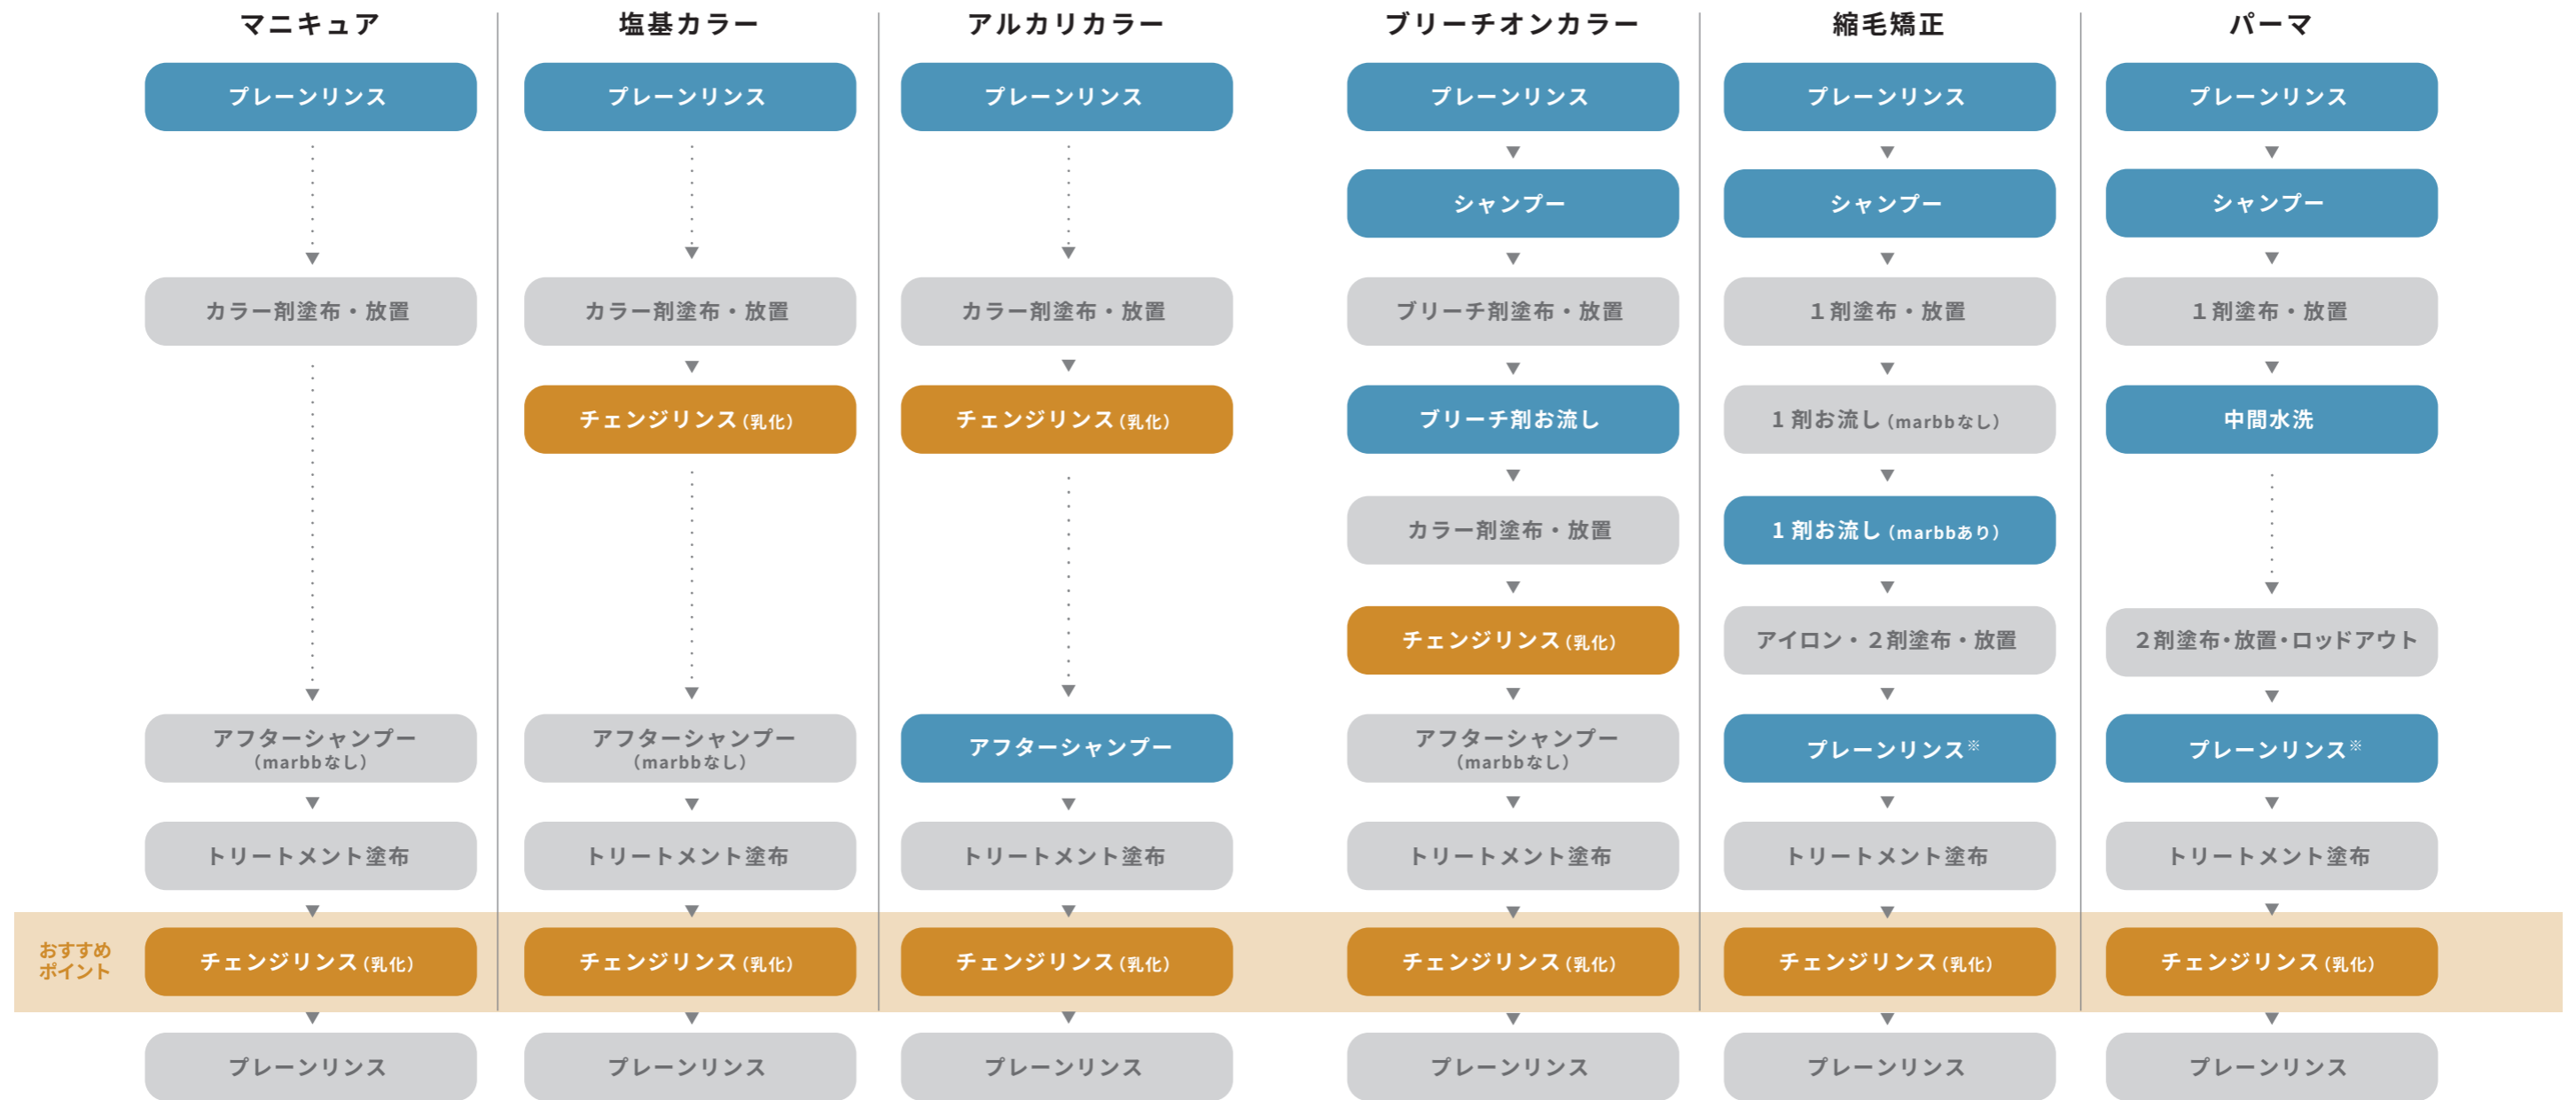 マニキュア
プレーンリンス
カラー剤塗布・放置
アフターシャンプー
（marbbなし）
トリートメント塗布
おすすめ
ポイント
チェンジリンス（乳化）
プレーンリンス
塩基カラー
プレーンリンス
カラー剤塗布・放置
チェンジリンス（乳化）
アフターシャンプー
（marbbなし）
トリートメント塗布
チェンジリンス（乳化）
プレーンリンス
アルカリカラー
プレーンリンス
カラー剤塗布・放置
チェンジリンス（乳化）
アフターシャンプー
トリートメント塗布
チェンジリンス（乳化）
プレーンリンス
ブリーチオンカラー
プレーンリンス
シャンプー
ブリーチ剤塗布・放置
ブリーチ剤お流し
カラー剤塗布・放置
チェンジリンス（乳化）
アフターシャンプー
（marbbなし）
トリートメント塗布
チェンジリンス（乳化）
プレーンリンス
縮毛矯正
プレーンリンス
シャンプー
１剤塗布・放置
１剤お流し（marbbなし）
１剤お流し（marbbあり）
アイロン・２剤塗布・放置
プレーンリンス※
トリートメント塗布
チェンジリンス（乳化）
プレーンリンス
パーマ
プレーンリンス
シャンプー
１剤塗布・放置
中間水洗
２剤塗布・放置・ロッドアウト
プレーンリンス※
トリートメント塗布
チェンジリンス（乳化）
プレーンリンス